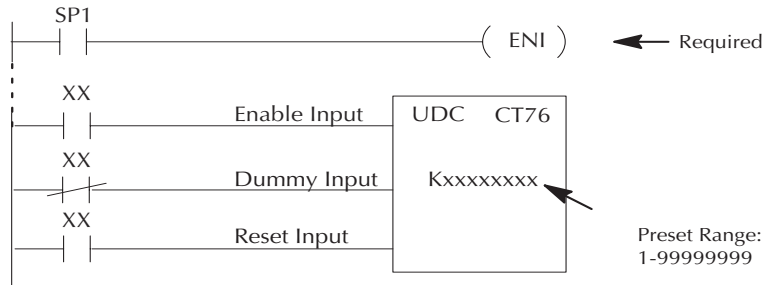 SP1
ENI
Required
XX
Enable Input
UDC CT76
XX
Dummy Input
Kxxxxxxxx
XX
Reset Input
Preset Range:
1-99999999